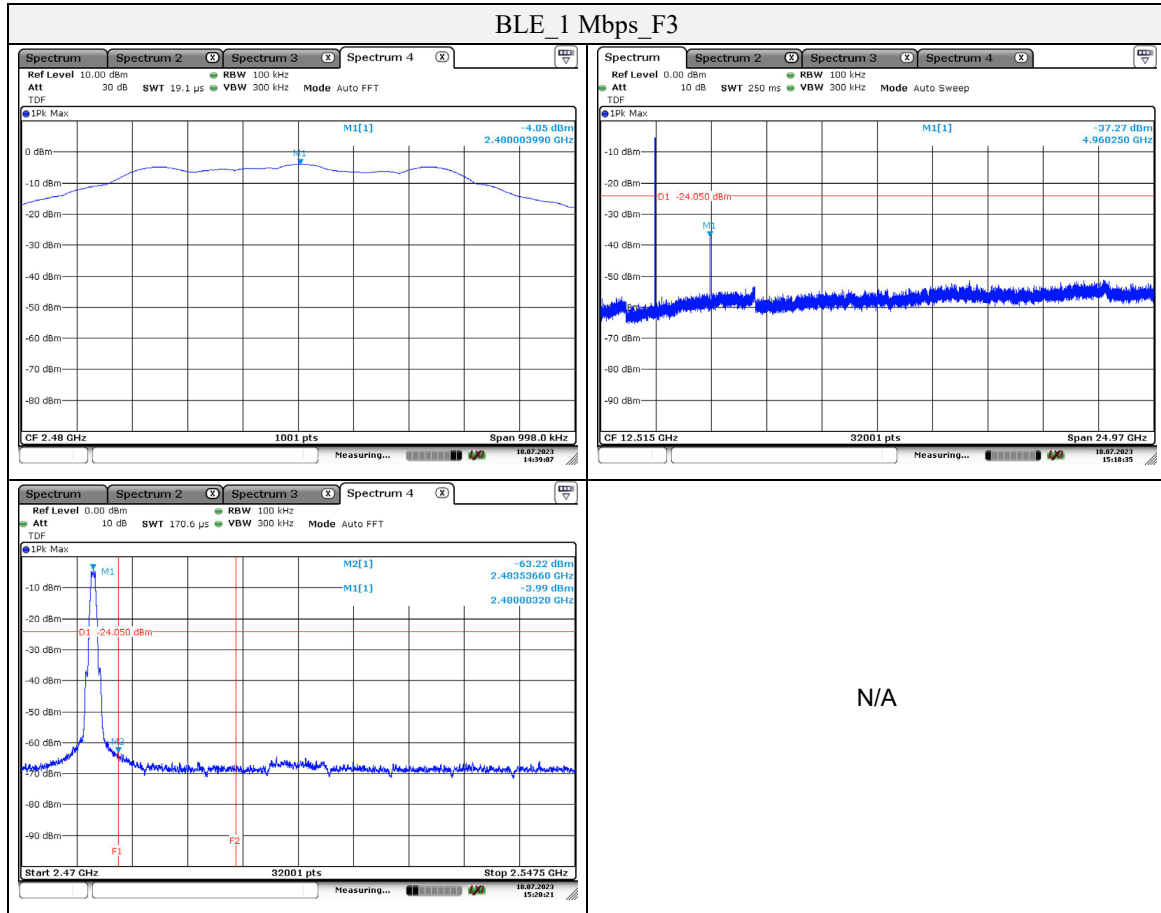 BLE_1 Mbps_F3
Spectrum Spectrum 2 X Spectrum 3 X Spectrum 4 X
Ref Level 10.00 dBm RBW 100 kHz
Att 30 dB SWT 19.1 µs VBW 300 kHz Mode Auto FFT
TDF
1Pk Max
M1[1] -4.05 dBm
2.480003990 GHz
0 dBm
M1
-10 dBm
-20 dBm
-30 dBm
-40 dBm
-50 dBm
-60 dBm
-70 dBm
-80 dBm
CF 2.48 GHz 1001 pts Span 998.0 kHz
Measuring... LXI 18.07.2023
14:39:07
Spectrum Spectrum 2 X Spectrum 3 X Spectrum 4 X
Ref Level 0.00 dBm RBW 100 kHz
Att 10 dB SWT 250 ms VBW 300 kHz Mode Auto Sweep
TDF
1Pk Max
M1[1] -37.27 dBm
4.960250 GHz
-10 dBm
-20 dBm
D1 -24.050 dBm
-30 dBm
M1
-40 dBm
-50 dBm
-70 dBm
-80 dBm
-90 dBm
CF 12.515 GHz 32001 pts Span 24.97 GHz
Measuring... LXI 18.07.2023
15:18:35
Spectrum Spectrum 2 X Spectrum 3 X Spectrum 4 X
Ref Level 0.00 dBm RBW 100 kHz
Att 10 dB SWT 170.6 µs VBW 300 kHz Mode Auto FFT
TDF
1Pk Max
M2[1] -63.22 dBm
2.48353660 GHz
M1
-10 dBm M1[1] -3.99 dBm
2.48000320 GHz
-20 dBm
D1 -24.050 dBm
-30 dBm
-40 dBm
-50 dBm
-60 dBm M2
-70 dBm
-80 dBm
-90 dBm
F2
F1
Start 2.47 GHz 32001 pts Stop 2.5475 GHz
Measuring... LXI 18.07.2023
15:20:21
N/A